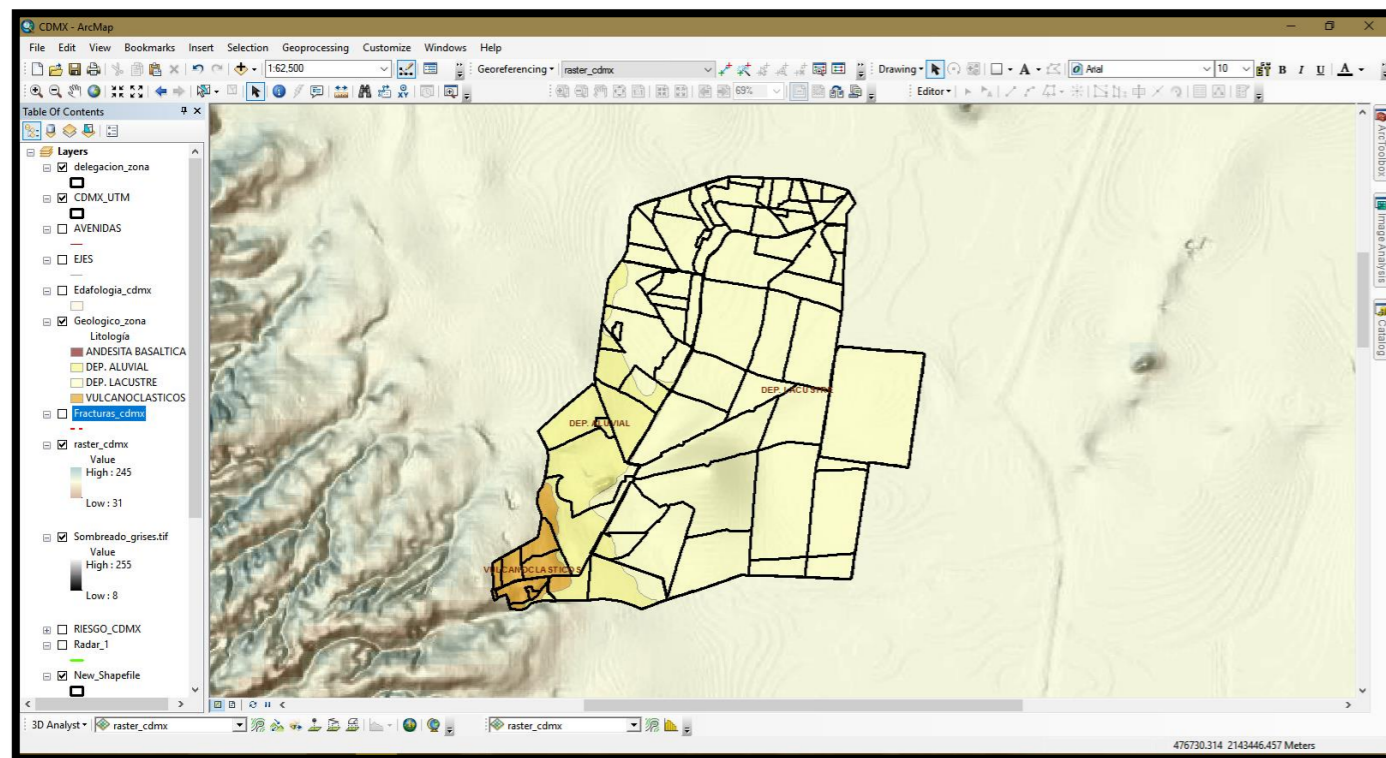 CDMX - ArcMap
File Edit View Bookmarks Insert Selection Geoprocessing Customize Windows Help
1:62,500 Georeferencing raster_cdmx Drawing A Arial 10 B I U A
69% Editor
Table Of Contents
Layers
delegacion_zona
CDMX_UTM
AVENIDAS
EJES
Edafologia_cdmx
Geologico_zona
Litología
ANDESITA BASALTICA
DEP. ALUVIAL
DEP. LACUSTRE
VULCANOCLASTICOS
Fracturas_cdmx
raster_cdmx
Value
High : 245
Low : 31
Sombreado_grises.tif
Value
High : 255
Low : 8
RIESGO_CDMX
Radar_1
New_Shapefile
DEP. LACUSTRE
DEP. ALUVIAL
VULCANOCLASTICOS
ArcToolbox
Image Analysis
Catalog
3D Analyst raster_cdmx raster_cdmx
476730.314 2143446.457 Meters